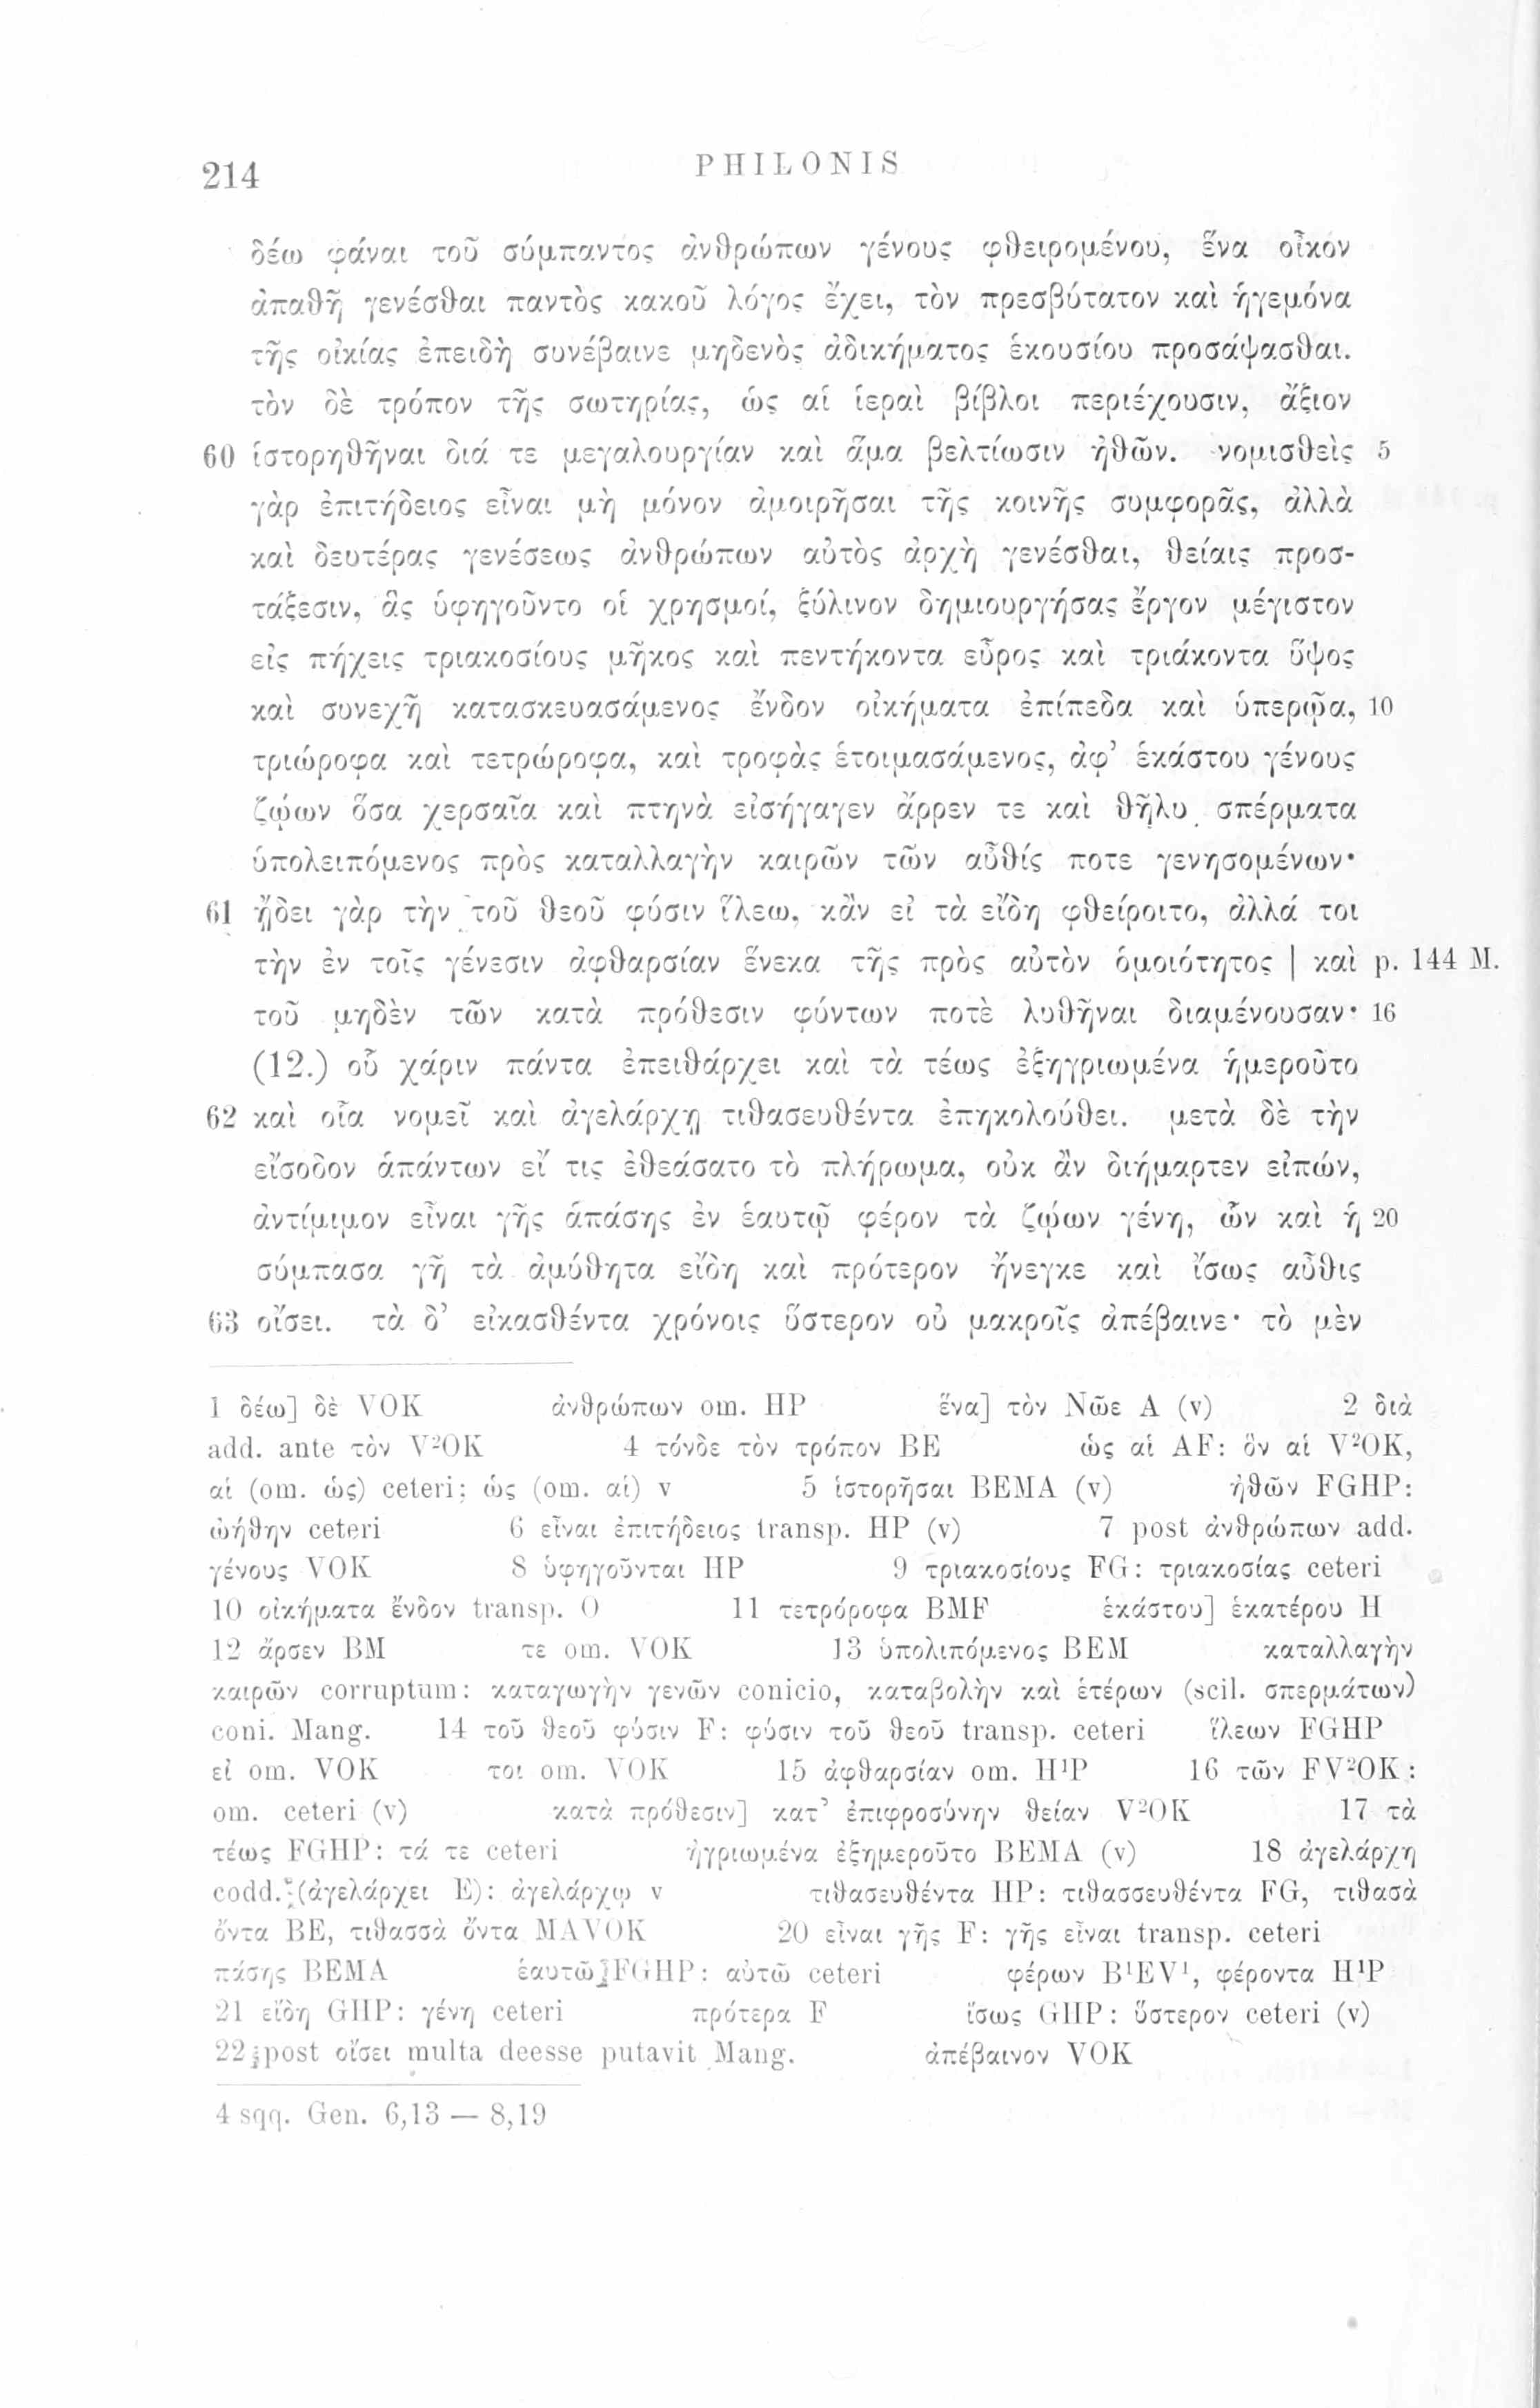 214
PHILONIS
δέω φάναι τοῦ σύμπαντος ἀνθρώπων γένους φθειρομένου, ἕνα οἶκον
ἀπαθῆ γενέσθαι παντὸς κακοῦ λόγος ἔχει, τὸν πρεσβύτατον καὶ ἡγεμόνα
τῆς οἰκίας ἐπειδὴ συνέβαινε μηδενὸς ἀδικήματος ἑκουσίου προσάψασθαι.
τὸν δὲ τρόπον τῆς σωτηρίας, ὡς αἱ ἱεραὶ βίβλοι περιέχουσιν, ἄξιον
60 ἱστορηθῆναι διά τε μεγαλουργίαν καὶ ἅμα βελτίωσιν ἠθῶν. νομισθεὶς 5
γὰρ ἐπιτήδειος εἶναι μὴ μόνον ἀμοιρῆσαι τῆς κοινῆς συμφορᾶς, ἀλλὰ
καὶ δευτέρας γενέσεως ἀνθρώπων αὐτὸς ἀρχὴ γενέσθαι, θείαις προσ-
τάξεσιν, ἃς ὑφηγοῦντο οἱ χρησμοί, ξύλινον δημιουργήσας ἔργον μέγιστον
εἰς πήχεις τριακοσίους μῆκος καὶ πεντήκοντα εὖρος καὶ τριάκοντα ὕψος
καὶ συνεχῆ κατασκευασάμενος ἔνδον οἰκήματα ἐπίπεδα καὶ ὑπερῷα, 10
τριώροφα καὶ τετρώροφα, καὶ τροφὰς ἑτοιμασάμενος, ἀφ’ ἑκάστου γένους
ζῴων ὅσα χερσαῖα καὶ πτηνὰ εἰσήγαγεν ἄρρεν τε καὶ θῆλυ, σπέρματα
ὑπολειπόμενος πρὸς καταλλαγὴν καιρῶν τῶν αὖθίς ποτε γενησομένων·
61 ᾔδει γὰρ τὴν τοῦ θεοῦ φύσιν ἵλεω, κἂν εἰ τὰ εἴδη φθείροιτο, ἀλλά τοι
τὴν ἐν τοῖς γένεσιν ἀφθαρσίαν ἕνεκα τῆς πρὸς αὐτὸν ὁμοιότητος | καὶ p. 144 M.
τοῦ μηδὲν τῶν κατὰ πρόθεσιν φύντων ποτὲ λυθῆναι διαμένουσαν· 16
(12.) οὗ χάριν πάντα ἐπειθάρχει καὶ τὰ τέως ἐξηγριωμένα ἡμεροῦτο
62 καὶ οἷα νομεῖ καὶ ἀγελάρχῃ τιθασευθέντα ἐπηκολούθει. μετὰ δὲ τὴν
εἴσοδον ἁπάντων εἴ τις ἐθεάσατο τὸ πλήρωμα, οὐκ ἂν διήμαρτεν εἰπών,
ἀντίμιμον εἶναι γῆς ἁπάσης ἐν ἑαυτῷ φέρον τὰ ζῴων γένη, ὧν καὶ ἡ 20
σύμπασα γῆ τὰ ἀμύθητα εἴδη καὶ πρότερον ἤνεγκε καὶ ἴσως αὖθις
63 οἴσει. τὰ δ’ εἰκασθέντα χρόνοις ὕστερον οὐ μακροῖς ἀπέβαινε· τὸ μὲν
1 δέω] δὲ VOK ἀνθρώπων om. HP ἕνα] τὸν Νῶε A (v) 2 διὰ
add. ante τὸν V²OK 4 τόνδε τὸν τρόπον BE ὡς αἱ AF: ὃν αἱ V²OK,
αἱ (om. ὡς) ceteri; ὡς (om. αἱ) v 5 ἱστορῆσαι BEMA (v) ἠθῶν FGHP:
ᾠήθην ceteri 6 εἶναι ἐπιτήδειος transp. HP (v) 7 post ἀνθρώπων add.
γένους VOK 8 ὑφηγοῦνται HP 9 τριακοσίους FG: τριακοσίας ceteri
10 οἰκήματα ἔνδον transp. O 11 τετρόροφα BMF ἑκάστου] ἑκατέρου H
12 ἄρσεν BM τε om. VOK 13 ὑπολιπόμενος BEM καταλλαγὴν
καιρῶν corruptum: καταγωγὴν γενῶν conicio, καταβολὴν καὶ ἑτέρων (scil. σπερμάτων)
coni. Mang. 14 τοῦ θεοῦ φύσιν F: φύσιν τοῦ θεοῦ transp. ceteri ἵλεων FGHP
εἰ om. VOK τοι om. VOK 15 ἀφθαρσίαν om. H¹P 16 τῶν FV²OK:
om. ceteri (v) κατὰ πρόθεσιν] κατ’ ἐπιφροσύνην θείαν V²OK 17 τὰ
τέως FGHP: τά τε ceteri ἠγριωμένα ἐξημεροῦτο BEMA (v) 18 ἀγελάρχη
codd. (ἀγελάρχει E): ἀγελάρχῳ v τιθασευθέντα HP: τιθασσευθέντα FG, τιθασὰ
ὄντα BE, τιθασσὰ ὄντα MAVOK 20 εἶναι γῆς F: γῆς εἶναι transp. ceteri
πάσης BEMA ἑαυτῶ FGHP: αὐτῶ ceteri φέρων B¹EV¹, φέροντα H¹P
21 εἴδη GHP: γένη ceteri πρότερα F ἴσως GHP: ὕστερον ceteri (v)
22 post οἴσει multa deesse putavit Mang. ἀπέβαινον VOK
4 sqq. Gen. 6,13 — 8,19